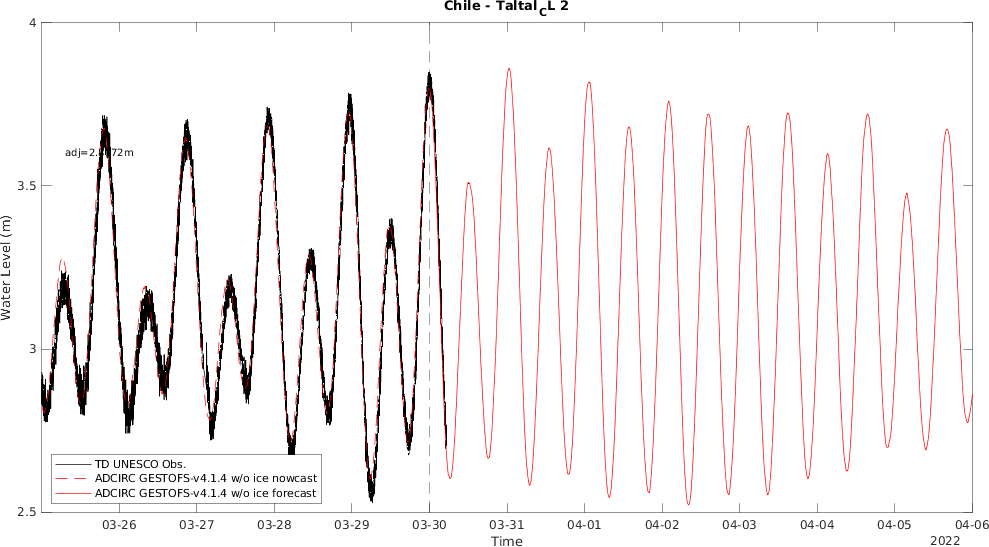 Chile - Taltal_CL 2
4
3.5
3
2.5
Water Level (m)
TD UNESCO Obs.
ADCIRC GESTOFS-v4.1.4 w/o ice nowcast
ADCIRC GESTOFS-v4.1.4 w/o ice forecast
03-26 03-27 03-28 03-29 03-30 03-31 04-01 04-02 04-03 04-04 04-05 04-06
Time
2022